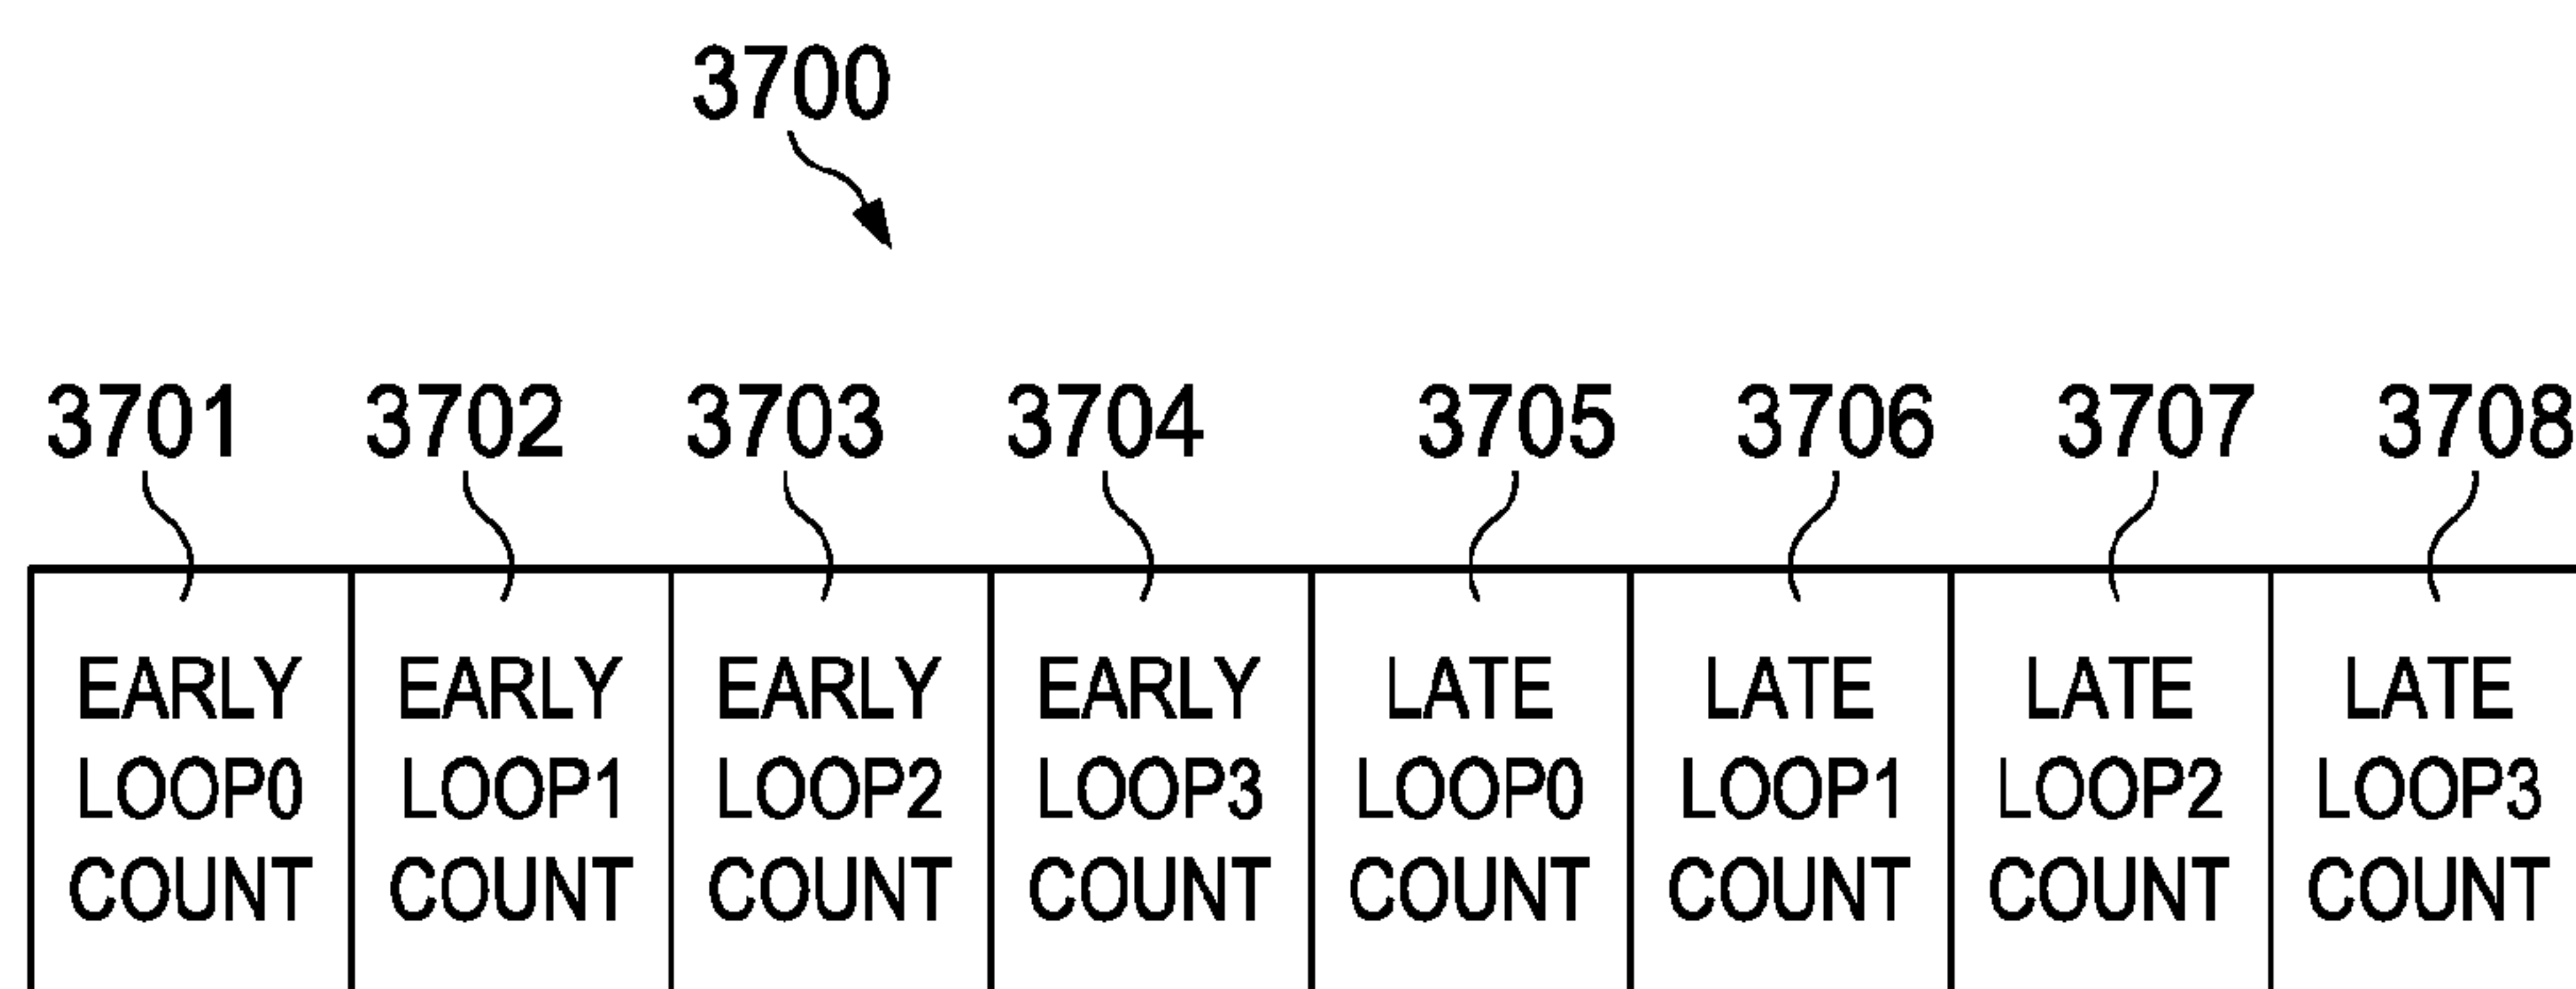 3700
3701 3702 3703 3704 3705 3706 3707 3708
EARLY EARLY EARLY EARLY LATE LATE LATE LATE
LOOP0 LOOP1 LOOP2 LOOP3 LOOP0 LOOP1 LOOP2 LOOP3
COUNT COUNT COUNT COUNT COUNT COUNT COUNT COUNT